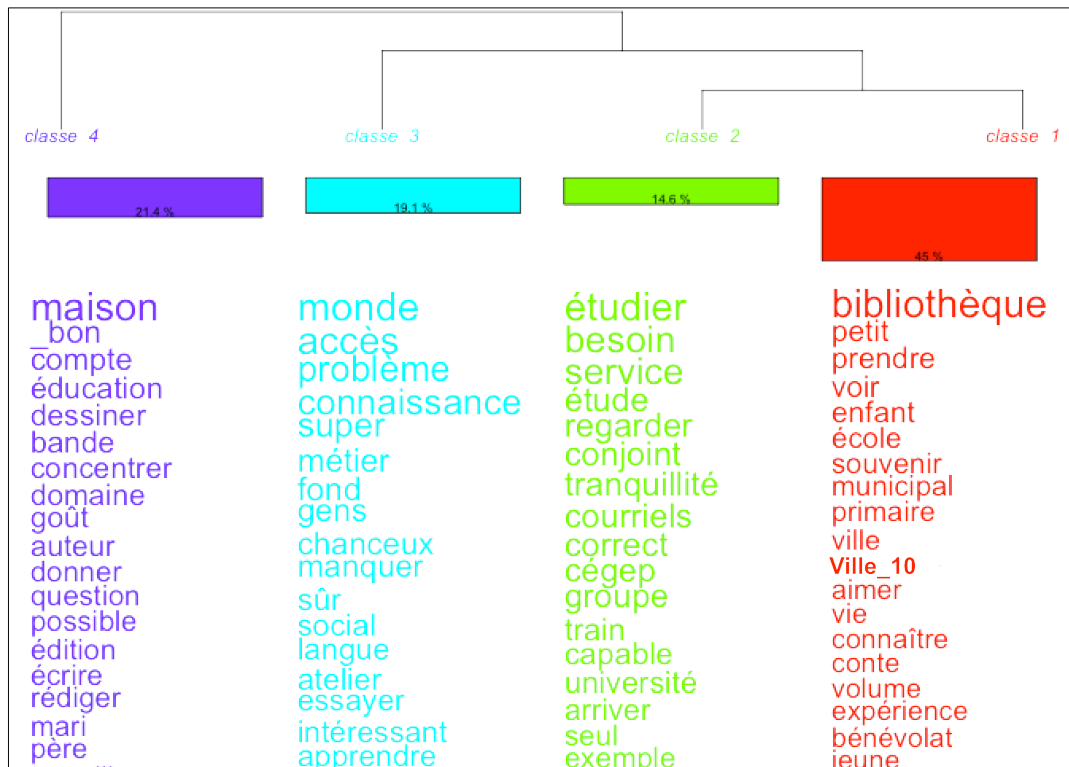 classe 4
classe 3
classe 2
classe 1
21.4 %
19.1 %
14.6 %
45 %
maison
_bon
compte
éducation
dessiner
bande
concentrer
domaine
goût
auteur
donner
question
possible
édition
écrire
rédiger
mari
père
monde
accès
problème
connaissance
super
métier
fond
gens
chanceux
manquer
sûr
social
langue
atelier
essayer
intéressant
apprendre
étudier
besoin
service
étude
regarder
conjoint
tranquillité
courriels
correct
cégep
groupe
train
capable
université
arriver
seul
exemple
bibliothèque
petit
prendre
voir
enfant
école
souvenir
municipal
primaire
ville
Ville_10
aimer
vie
connaître
conte
volume
expérience
bénévolat
jeune